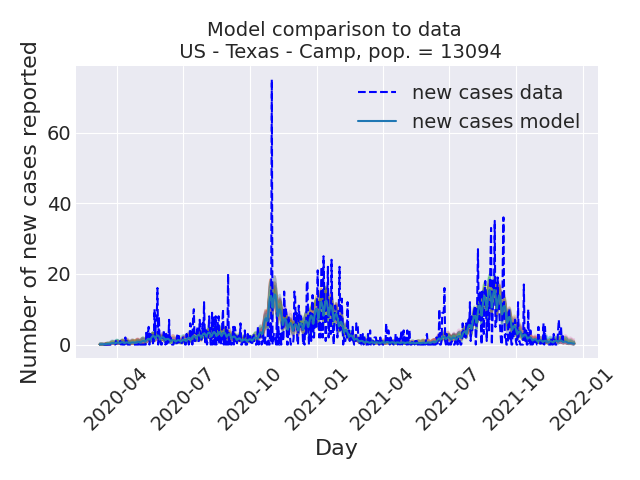 Model comparison to data
US - Texas - Camp, pop. = 13094
new cases data
new cases model
Number of new cases reported
60
40
20
0
2020-04
2020-07
2020-10
2021-01
2021-04
2021-07
2021-10
2022-01
Day